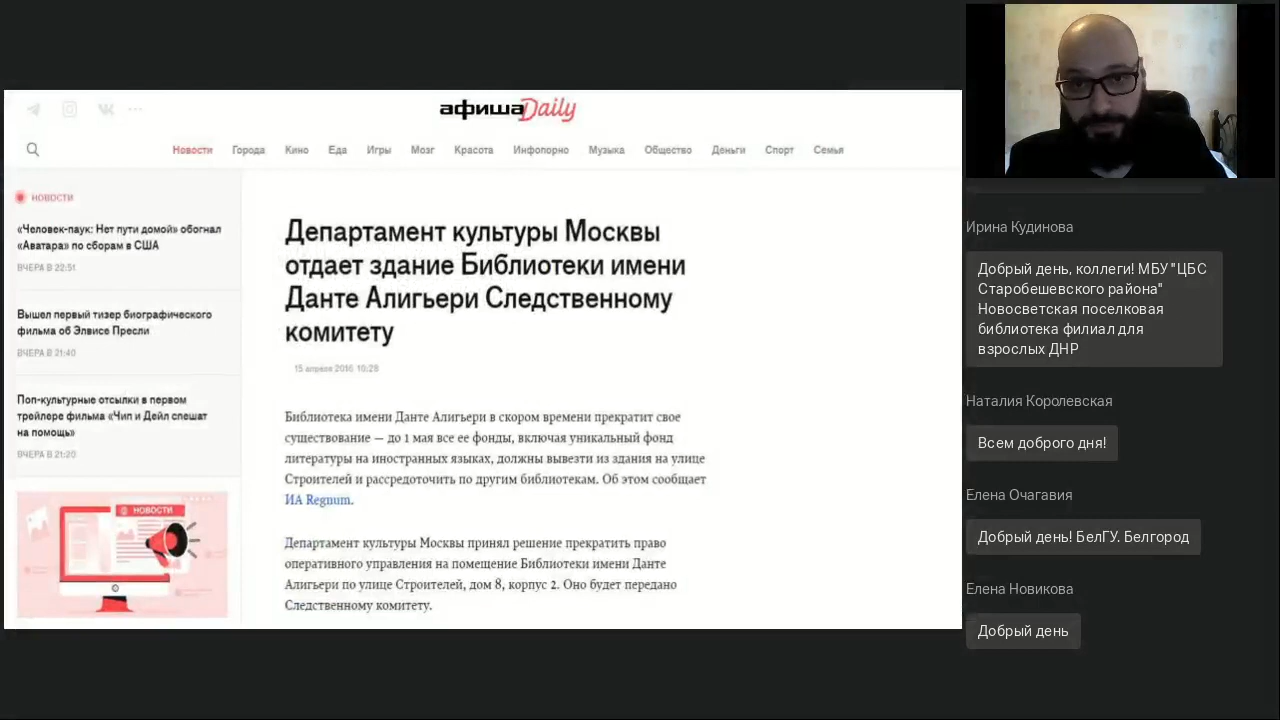 афишаDaily
Новости Города Кино Еда Игры Мозг Красота Инфопорно Музыка Общество Деньги Спорт Семья
НОВОСТИ
«Человек-паук: Нет пути домой» обогнал
«Аватара» по сборам в США
ВЧЕРА В 22:51
Вышел первый тизер биографического
фильма об Элвисе Пресли
ВЧЕРА В 21:40
Поп-культурные отсылки в первом
трейлере фильма «Чип и Дейл спешат
на помощь»
ВЧЕРА В 21:20
НОВОСТИ
Департамент культуры Москвы
отдает здание Библиотеки имени
Данте Алигьери Следственному
комитету
15 апреля 2016 10:28
Библиотека имени Данте Алигьери в скором времени прекратит свое
существование — до 1 мая все ее фонды, включая уникальный фонд
литературы на иностранных языках, должны вывезти из здания на улице
Строителей и рассредоточить по другим библиотекам. Об этом сообщает
ИА Regnum.
Департамент культуры Москвы принял решение прекратить право
оперативного управления на помещение Библиотеки имени Данте
Алигьери по улице Строителей, дом 8, корпус 2. Оно будет передано
Следственному комитету.
Ирина Кудинова
Добрый день, коллеги! МБУ"ЦБС
Старобешевского района"
Новосветская поселковая
библиотека филиал для
взрослых ДНР
Наталия Королевская
Всем доброго дня!
Елена Очагавия
Добрый день! БелГУ. Белгород
Елена Новикова
Добрый день